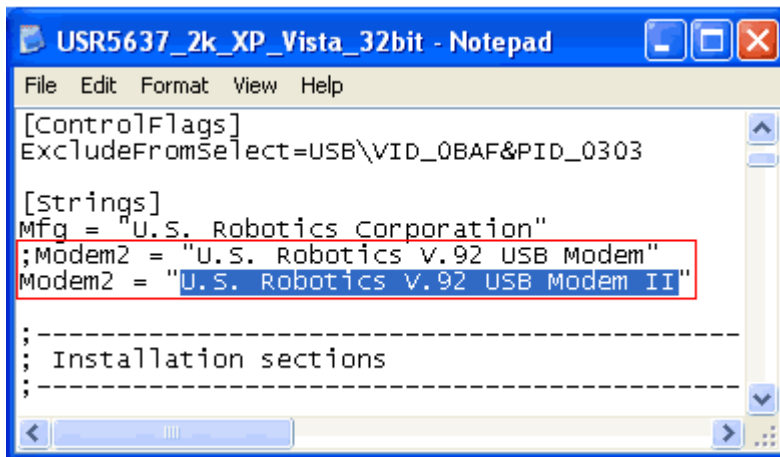 USR5637_2k_XP_Vista_32bit - Notepad
File Edit Format View Help
[ControlFlags]
ExcludeFromSelect=USB\VID_0BAF&PID_0303
[Strings]
Mfg = "U.S. Robotics Corporation"
;Modem2 = "U.S. Robotics V.92 USB Modem"
Modem2 = "U.S. Robotics V.92 USB Modem II"
;--------------------------------------------
; Installation sections
;--------------------------------------------